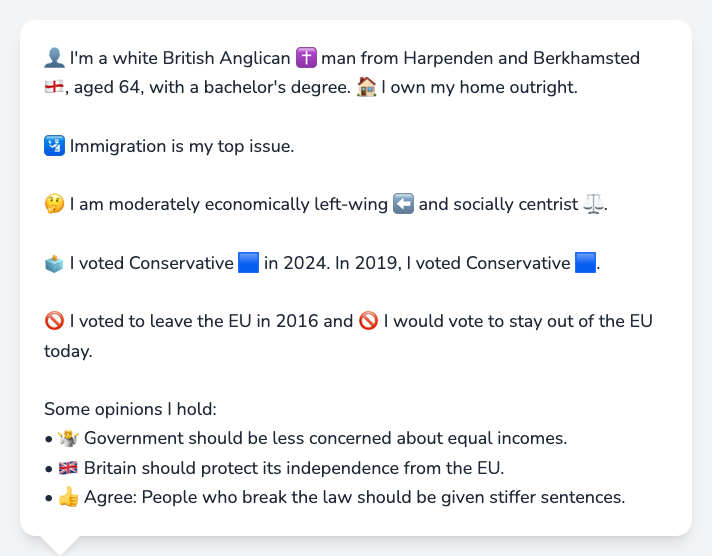 👤 I'm a white British Anglican ✝️ man from Harpenden and Berkhamsted
🏴󠁧󠁢󠁥󠁮󠁧󠁿, aged 64, with a bachelor's degree. 🏠 I own my home outright.
🛂 Immigration is my top issue.
🤔 I am moderately economically left-wing ⬅️ and socially centrist ⚖️.
🗳️ I voted Conservative 🟦 in 2024. In 2019, I voted Conservative 🟦.
🚫 I voted to leave the EU in 2016 and 🚫 I would vote to stay out of the EU
today.
Some opinions I hold:
• 🤷 Government should be less concerned about equal incomes.
• 🇬🇧 Britain should protect its independence from the EU.
• 👍 Agree: People who break the law should be given stiffer sentences.